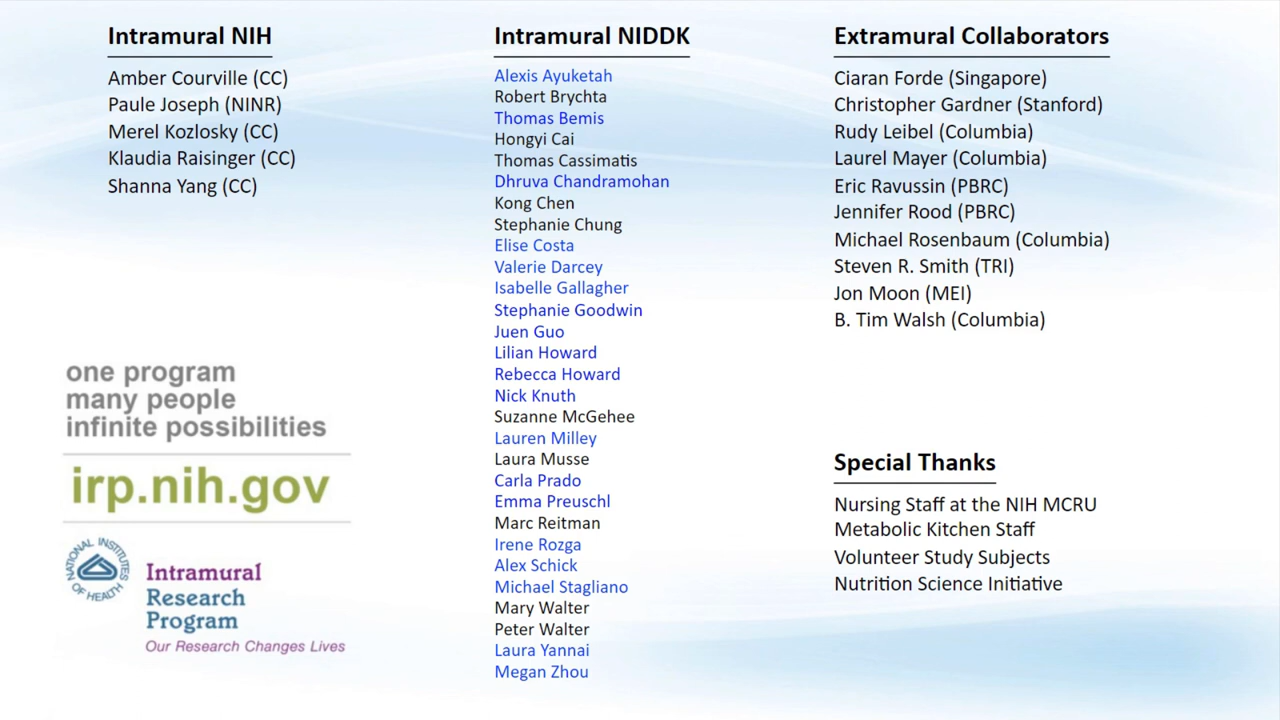 Intramural NIH
Amber Courville (CC)
Paule Joseph (NINR)
Merel Kozlosky (CC)
Klaudia Raisinger (CC)
Shanna Yang (CC)
one program
many people
infinite possibilities
irp.nih.gov
NATIONAL INSTITUTES
OF HEALTH
Intramural
Research
Program
Our Research Changes Lives
Intramural NIDDK
Alexis Ayuketah
Robert Brychta
Thomas Bemis
Hongyi Cai
Thomas Cassimatis
Dhruva Chandramohan
Kong Chen
Stephanie Chung
Elise Costa
Valerie Darcey
Isabelle Gallagher
Stephanie Goodwin
Juen Guo
Lilian Howard
Rebecca Howard
Nick Knuth
Suzanne McGehee
Lauren Milley
Laura Musse
Carla Prado
Emma Preuschl
Marc Reitman
Irene Rozga
Alex Schick
Michael Stagliano
Mary Walter
Peter Walter
Laura Yannai
Megan Zhou
Extramural Collaborators
Ciaran Forde (Singapore)
Christopher Gardner (Stanford)
Rudy Leibel (Columbia)
Laurel Mayer (Columbia)
Eric Ravussin (PBRC)
Jennifer Rood (PBRC)
Michael Rosenbaum (Columbia)
Steven R. Smith (TRI)
Jon Moon (MEI)
B. Tim Walsh (Columbia)
Special Thanks
Nursing Staff at the NIH MCRU
Metabolic Kitchen Staff
Volunteer Study Subjects
Nutrition Science Initiative